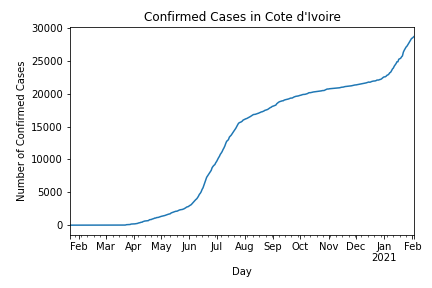 Confirmed Cases in Cote d'Ivoire
Number of Confirmed Cases
30000
25000
20000
15000
10000
5000
0
Feb Mar Apr May Jun Jul Aug Sep Oct Nov Dec Jan Feb
2021
Day